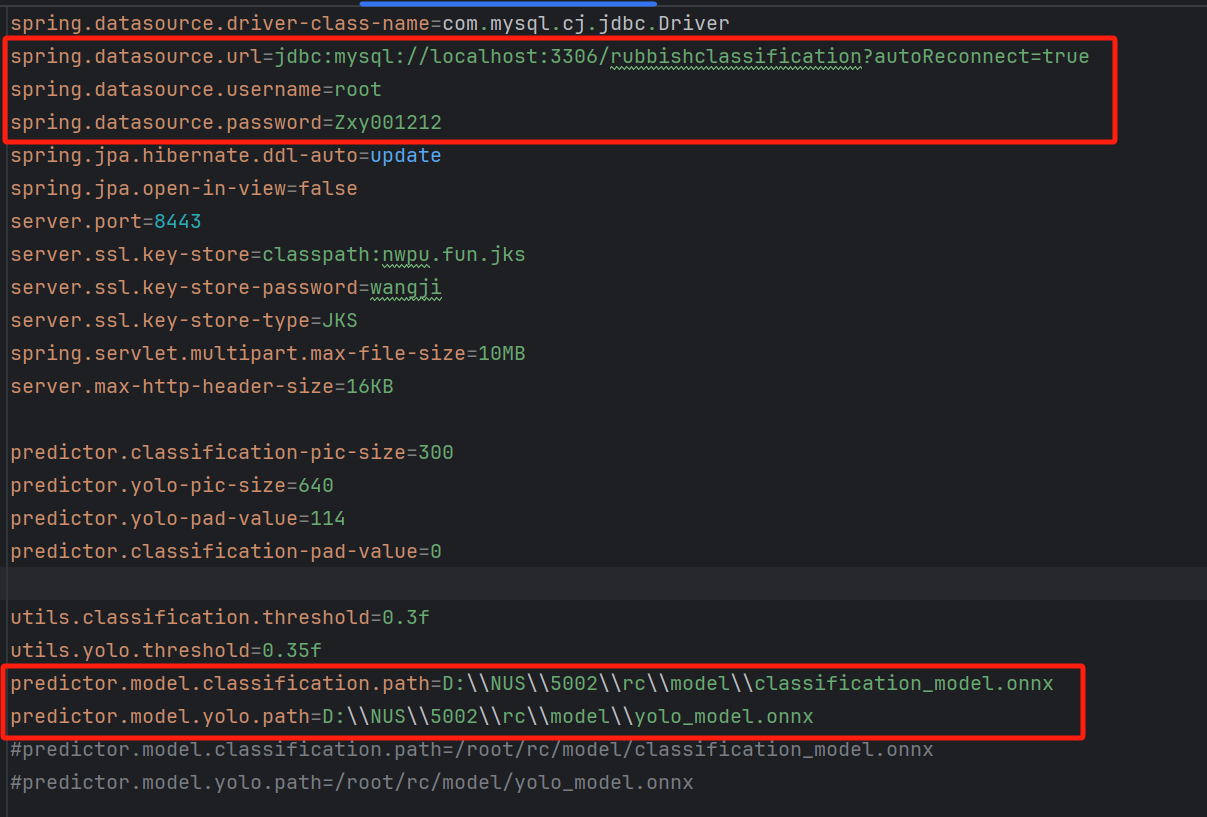 spring.datasource.driver-class-name=com.mysql.cj.jdbc.Driver
spring.datasource.url=jdbc:mysql://localhost:3306/rubbishclassification?autoReconnect=true
spring.datasource.username=root
spring.datasource.password=Zxy001212
spring.jpa.hibernate.ddl-auto=update
spring.jpa.open-in-view=false
server.port=8443
server.ssl.key-store=classpath:nwpu.fun.jks
server.ssl.key-store-password=wangji
server.ssl.key-store-type=JKS
spring.servlet.multipart.max-file-size=10MB
server.max-http-header-size=16KB
predictor.classification-pic-size=300
predictor.yolo-pic-size=640
predictor.yolo-pad-value=114
predictor.classification-pad-value=0
utils.classification.threshold=0.3f
utils.yolo.threshold=0.35f
predictor.model.classification.path=D:\\NUS\\5002\\rc\\model\\classification_model.onnx
predictor.model.yolo.path=D:\\NUS\\5002\\rc\\model\\yolo_model.onnx
#predictor.model.classification.path=/root/rc/model/classification_model.onnx
#predictor.model.yolo.path=/root/rc/model/yolo_model.onnx